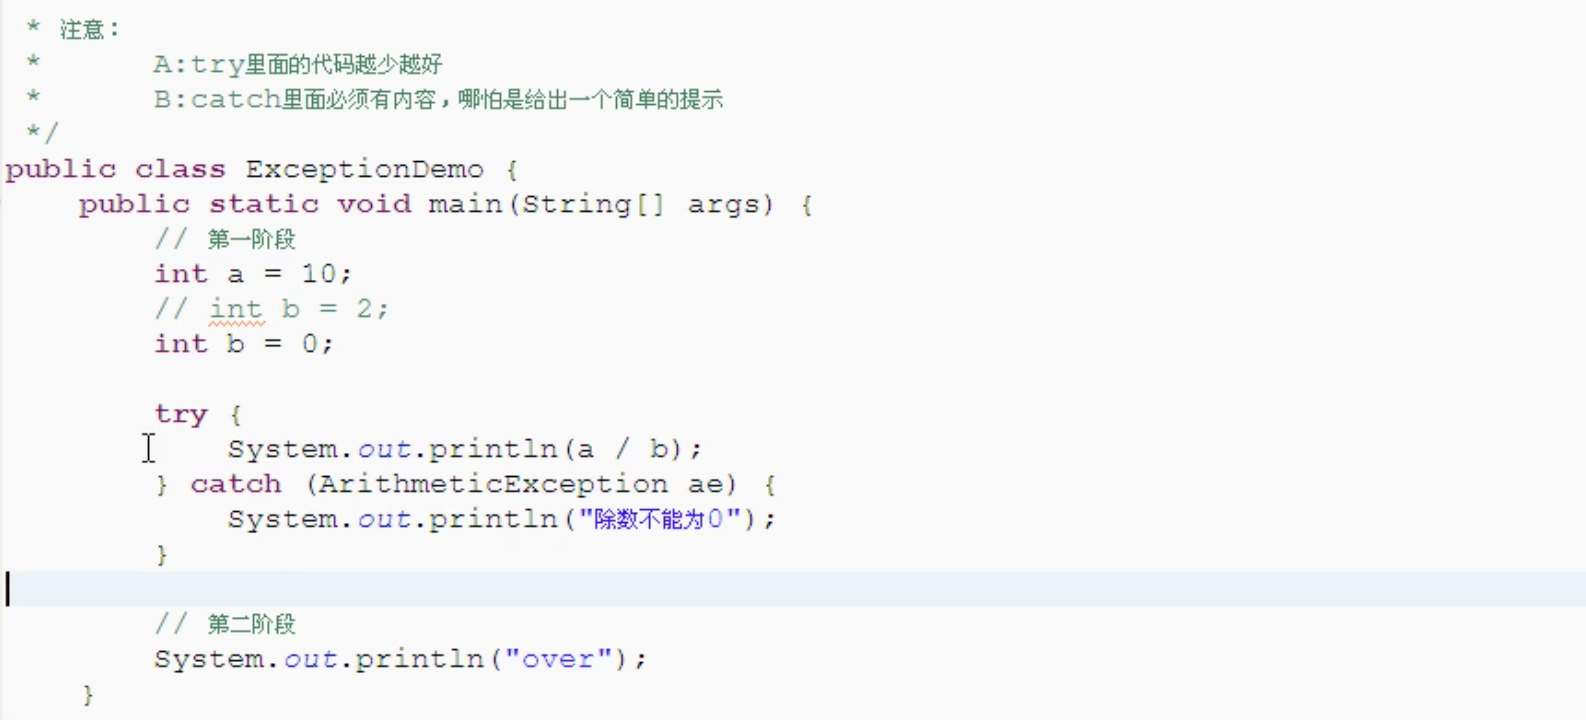 * 注意：
* A:try里面的代码越少越好
* B:catch里面必须有内容，哪怕是给出一个简单的提示
*/
public class ExceptionDemo {
public static void main(String[] args) {
// 第一阶段
int a = 10;
// int b = 2;
int b = 0;
try {
System.out.println(a / b);
} catch (ArithmeticException ae) {
System.out.println("除数不能为0");
}
// 第二阶段
System.out.println("over");
}